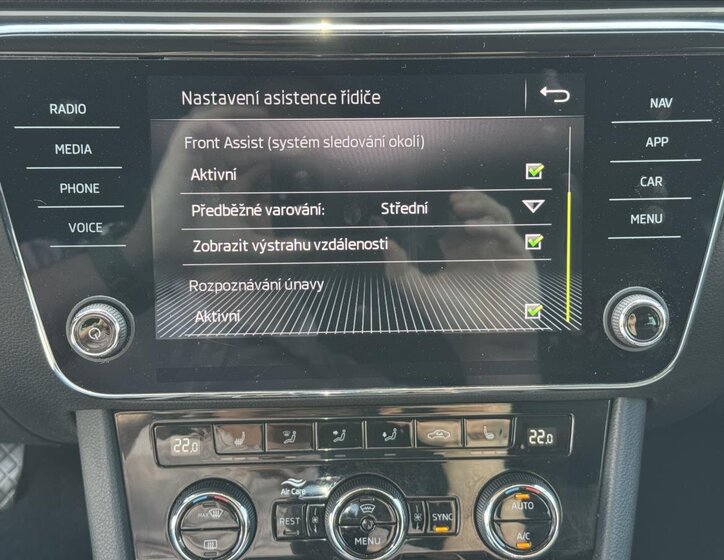 Nastavení asistence řidiče
RADIO
MEDIA
PHONE
VOICE
Front Assist (systém sledování okolí)
Aktivní
Předběžné varování: Střední
Zobrazit výstrahu vzdálenosti
Rozpoznávání únavy
Aktivní
NAV
APP
CAR
MENU
22.0
22.0
Air Care
MAX
REST
MENU
SYNC
AUTO
A/C